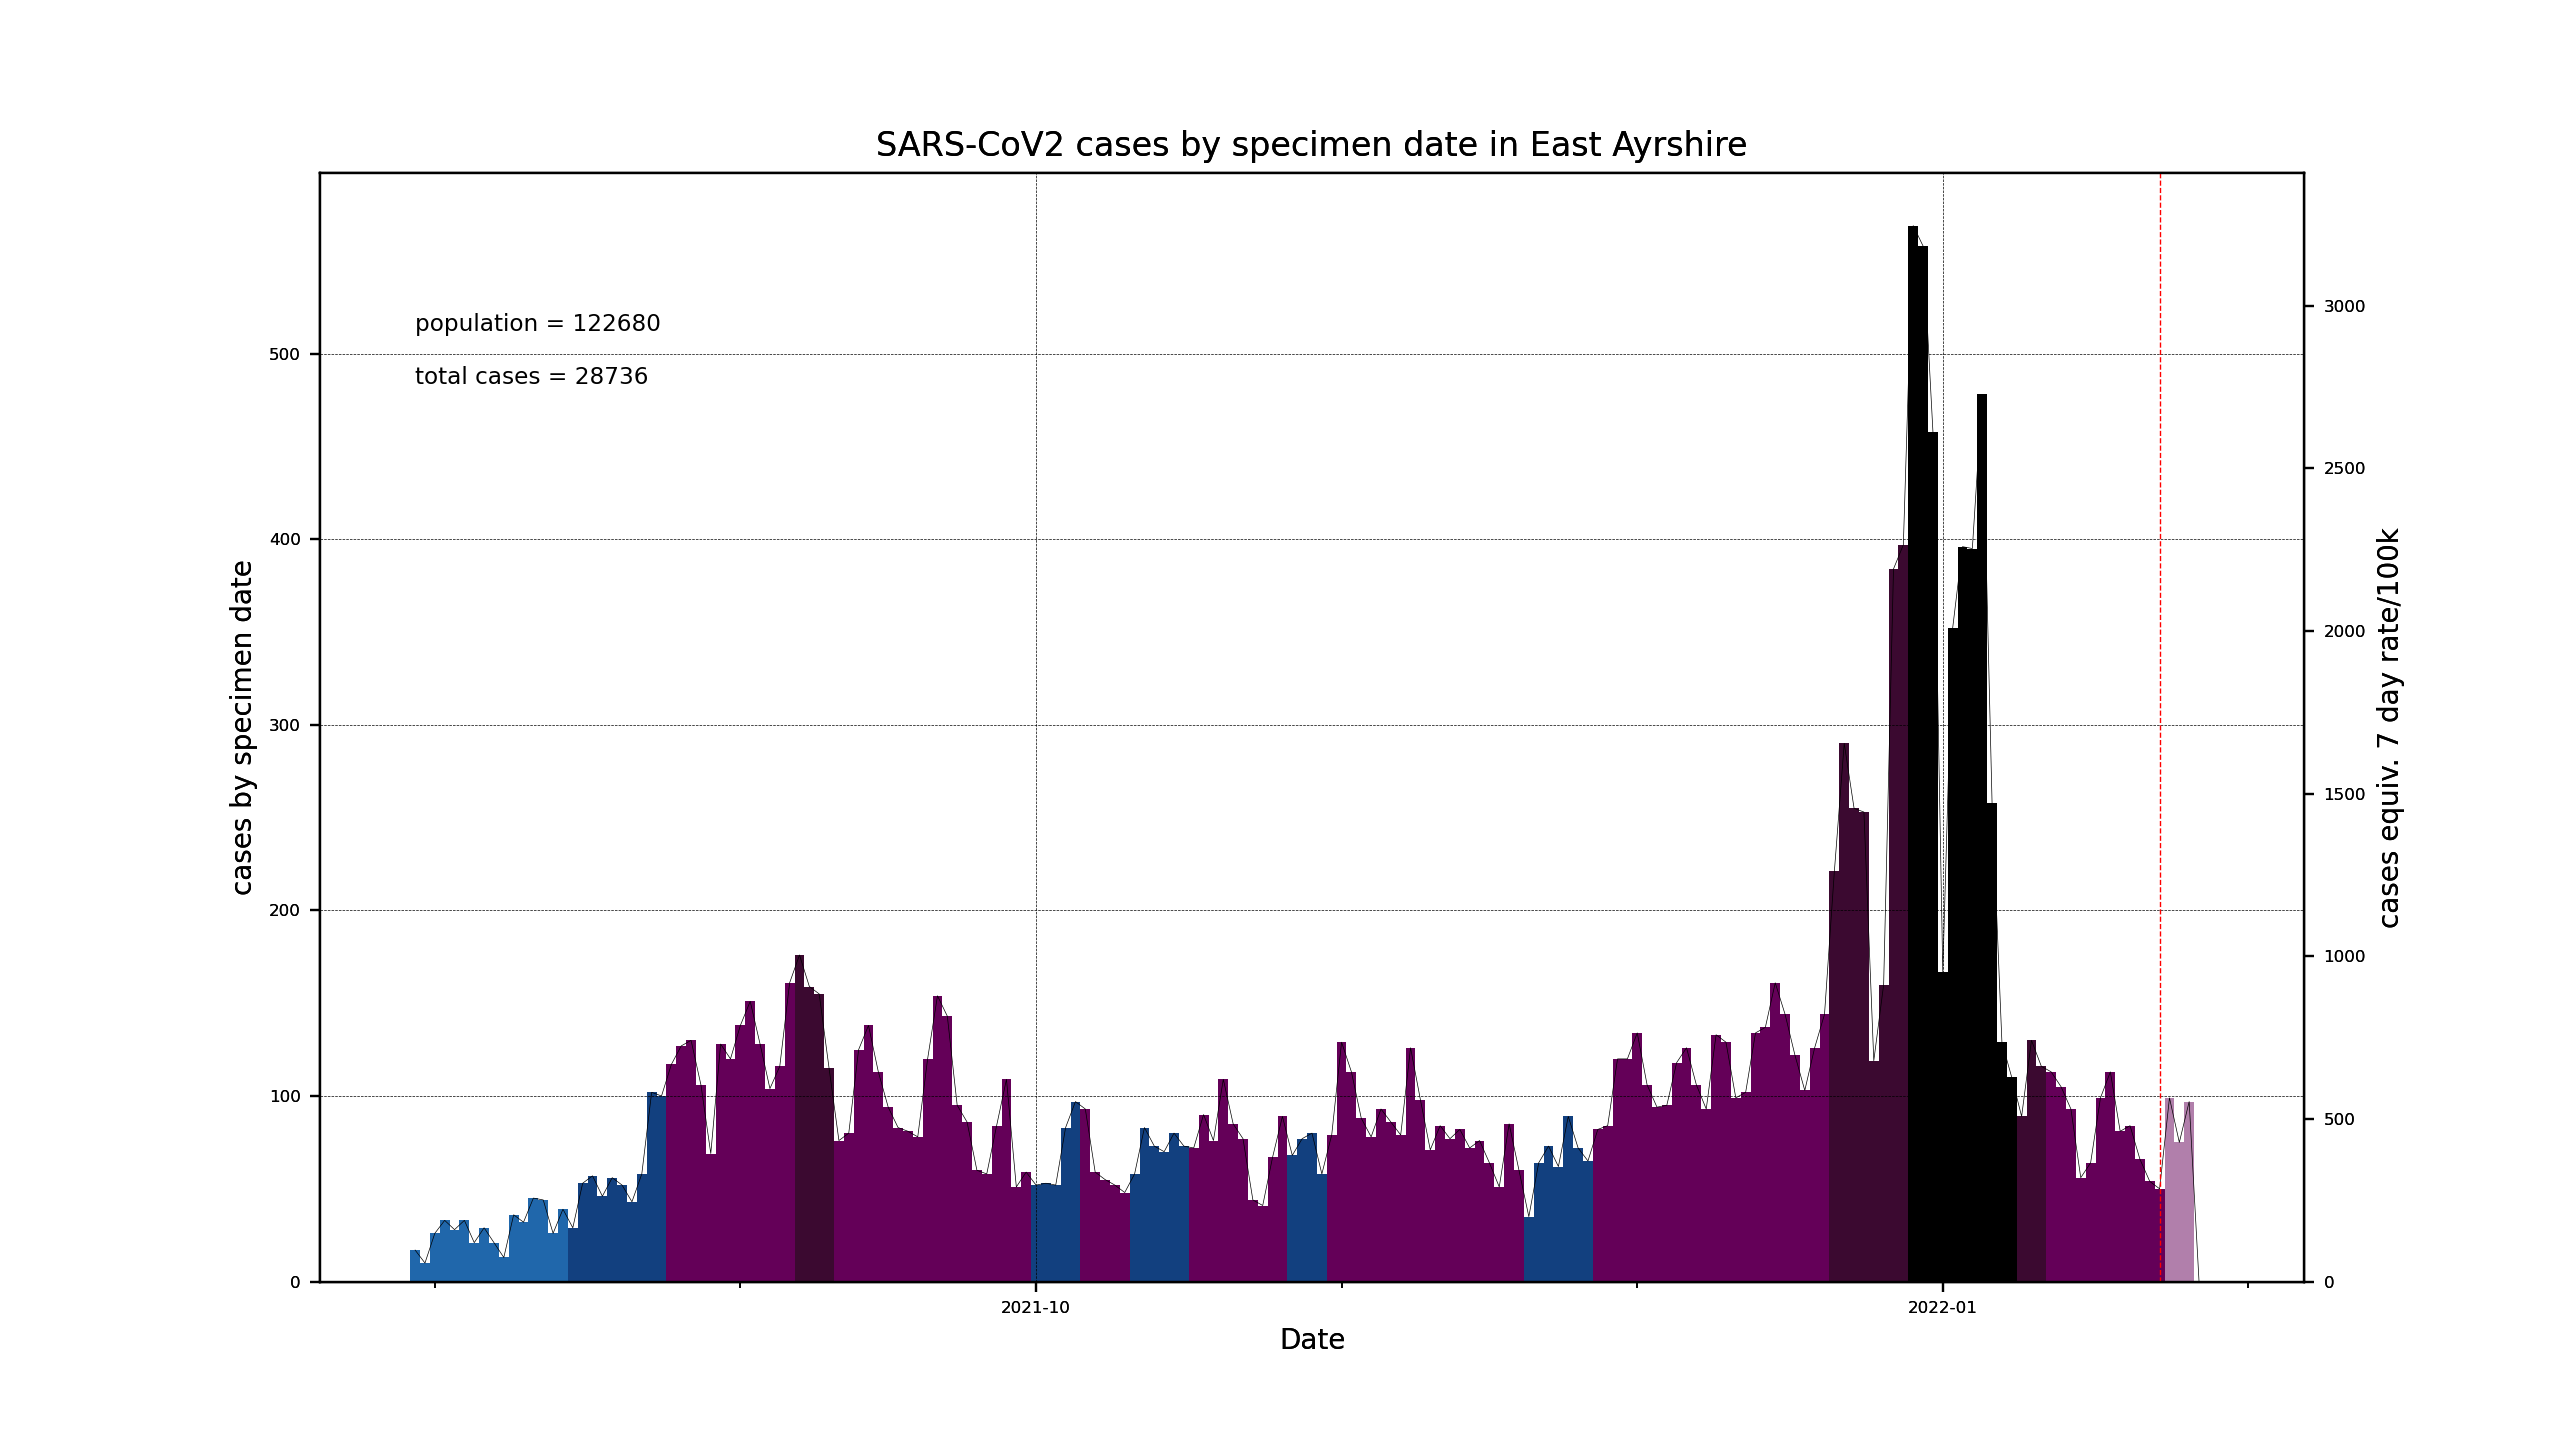 SARS-CoV2 cases by specimen date in East Ayrshire
population = 122680
total cases = 28736
cases by specimen date
500
400
300
200
100
0
3000
2500
2000
1500
1000
500
0
cases equiv. 7 day rate/100k
2021-10
2022-01
Date